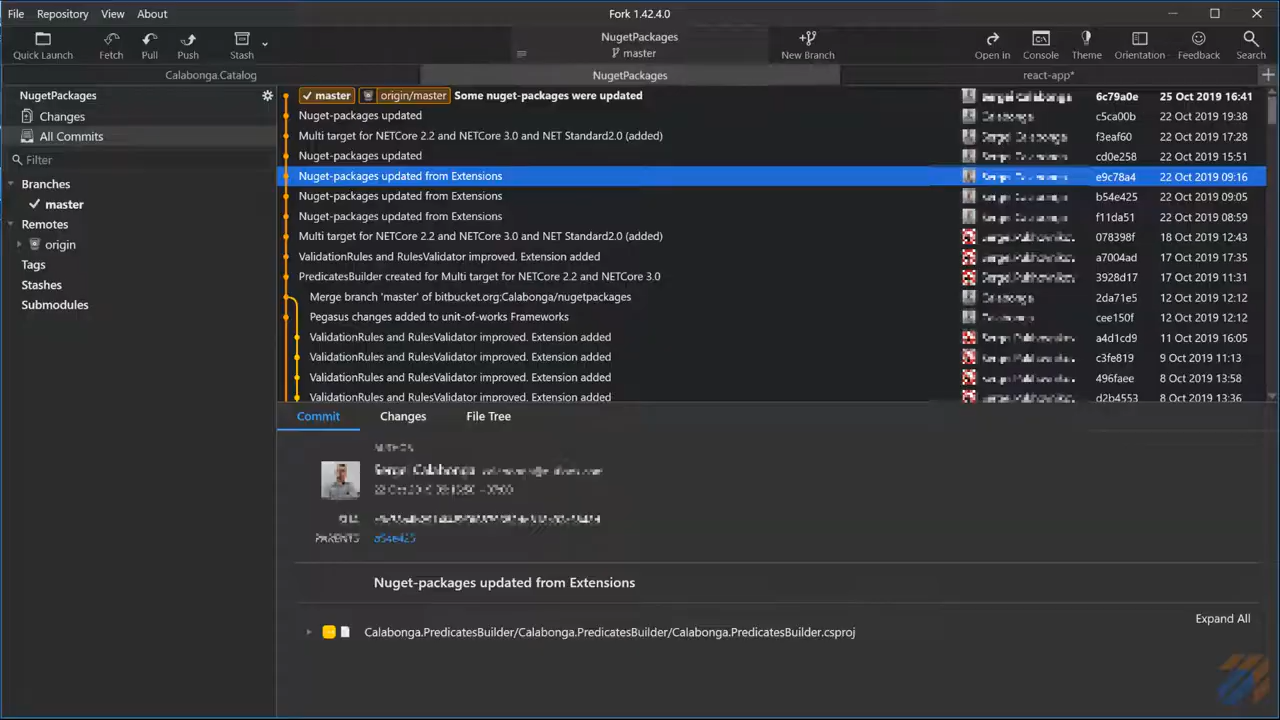 File Repository View About Fork 1.42.4.0
Quick Launch Fetch Pull Push Stash NugetPackages master New Branch Open in Console Theme Orientation Feedback Search
Calabonga.Catalog NugetPackages react-app*
NugetPackages
Changes
All Commits
Filter
Branches
master
Remotes
origin
Tags
Stashes
Submodules
master origin/master Some nuget-packages were updated 6c79a0e 25 Oct 2019 16:41
Nuget-packages updated c5ca00b 22 Oct 2019 19:38
Multi target for NETCore 2.2 and NETCore 3.0 and NET Standard2.0 (added) f3eaf60 22 Oct 2019 17:28
Nuget-packages updated cd0e258 22 Oct 2019 15:51
Nuget-packages updated from Extensions e9c78a4 22 Oct 2019 09:16
Nuget-packages updated from Extensions b54e425 22 Oct 2019 09:05
Nuget-packages updated from Extensions f11da51 22 Oct 2019 08:59
Multi target for NETCore 2.2 and NETCore 3.0 and NET Standard2.0 (added) 078398f 18 Oct 2019 12:43
ValidationRules and RulesValidator improved. Extension added a7004ad 17 Oct 2019 17:35
PredicatesBuilder created for Multi target for NETCore 2.2 and NETCore 3.0 3928d17 17 Oct 2019 11:31
Merge branch 'master' of bitbucket.org:Calabonga/nugetpackages 2da71e5 12 Oct 2019 12:12
Pegasus changes added to unit-of-works Frameworks cee150f 12 Oct 2019 12:12
ValidationRules and RulesValidator improved. Extension added a4d1cd9 11 Oct 2019 16:05
ValidationRules and RulesValidator improved. Extension added c3fe819 9 Oct 2019 11:13
ValidationRules and RulesValidator improved. Extension added 496faee 8 Oct 2019 13:58
ValidationRules and RulesValidator improved. Extension added d2b4553 8 Oct 2019 13:36
Commit Changes File Tree
AUTHOR
Calabonga
PARENTS
Nuget-packages updated from Extensions
Expand All
Calabonga.PredicatesBuilder/Calabonga.PredicatesBuilder/Calabonga.PredicatesBuilder.csproj